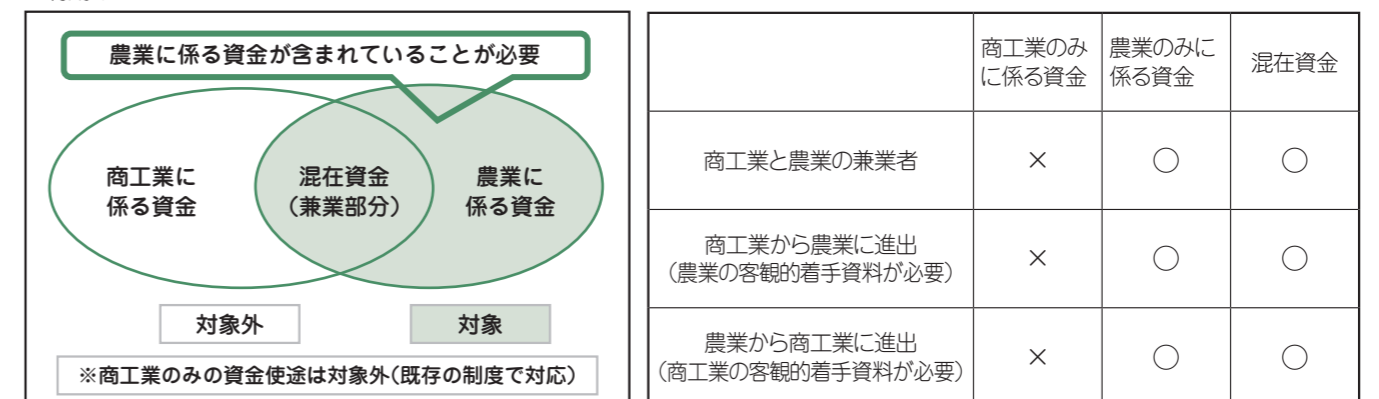 農業に係る資金が含まれていることが必要
商工業に
係る資金
混在資金
（兼業部分）
農業に
係る資金
対象外
対象
※商工業のみの資金使途は対象外（既存の制度で対応）
商工業のみ
に係る資金
農業のみに
係る資金
混在資金
商工業と農業の兼業者
×
○
○
商工業から農業に進出
（農業の客観的着手資料が必要）
×
○
○
農業から商工業に進出
（商工業の客観的着手資料が必要）
×
○
○